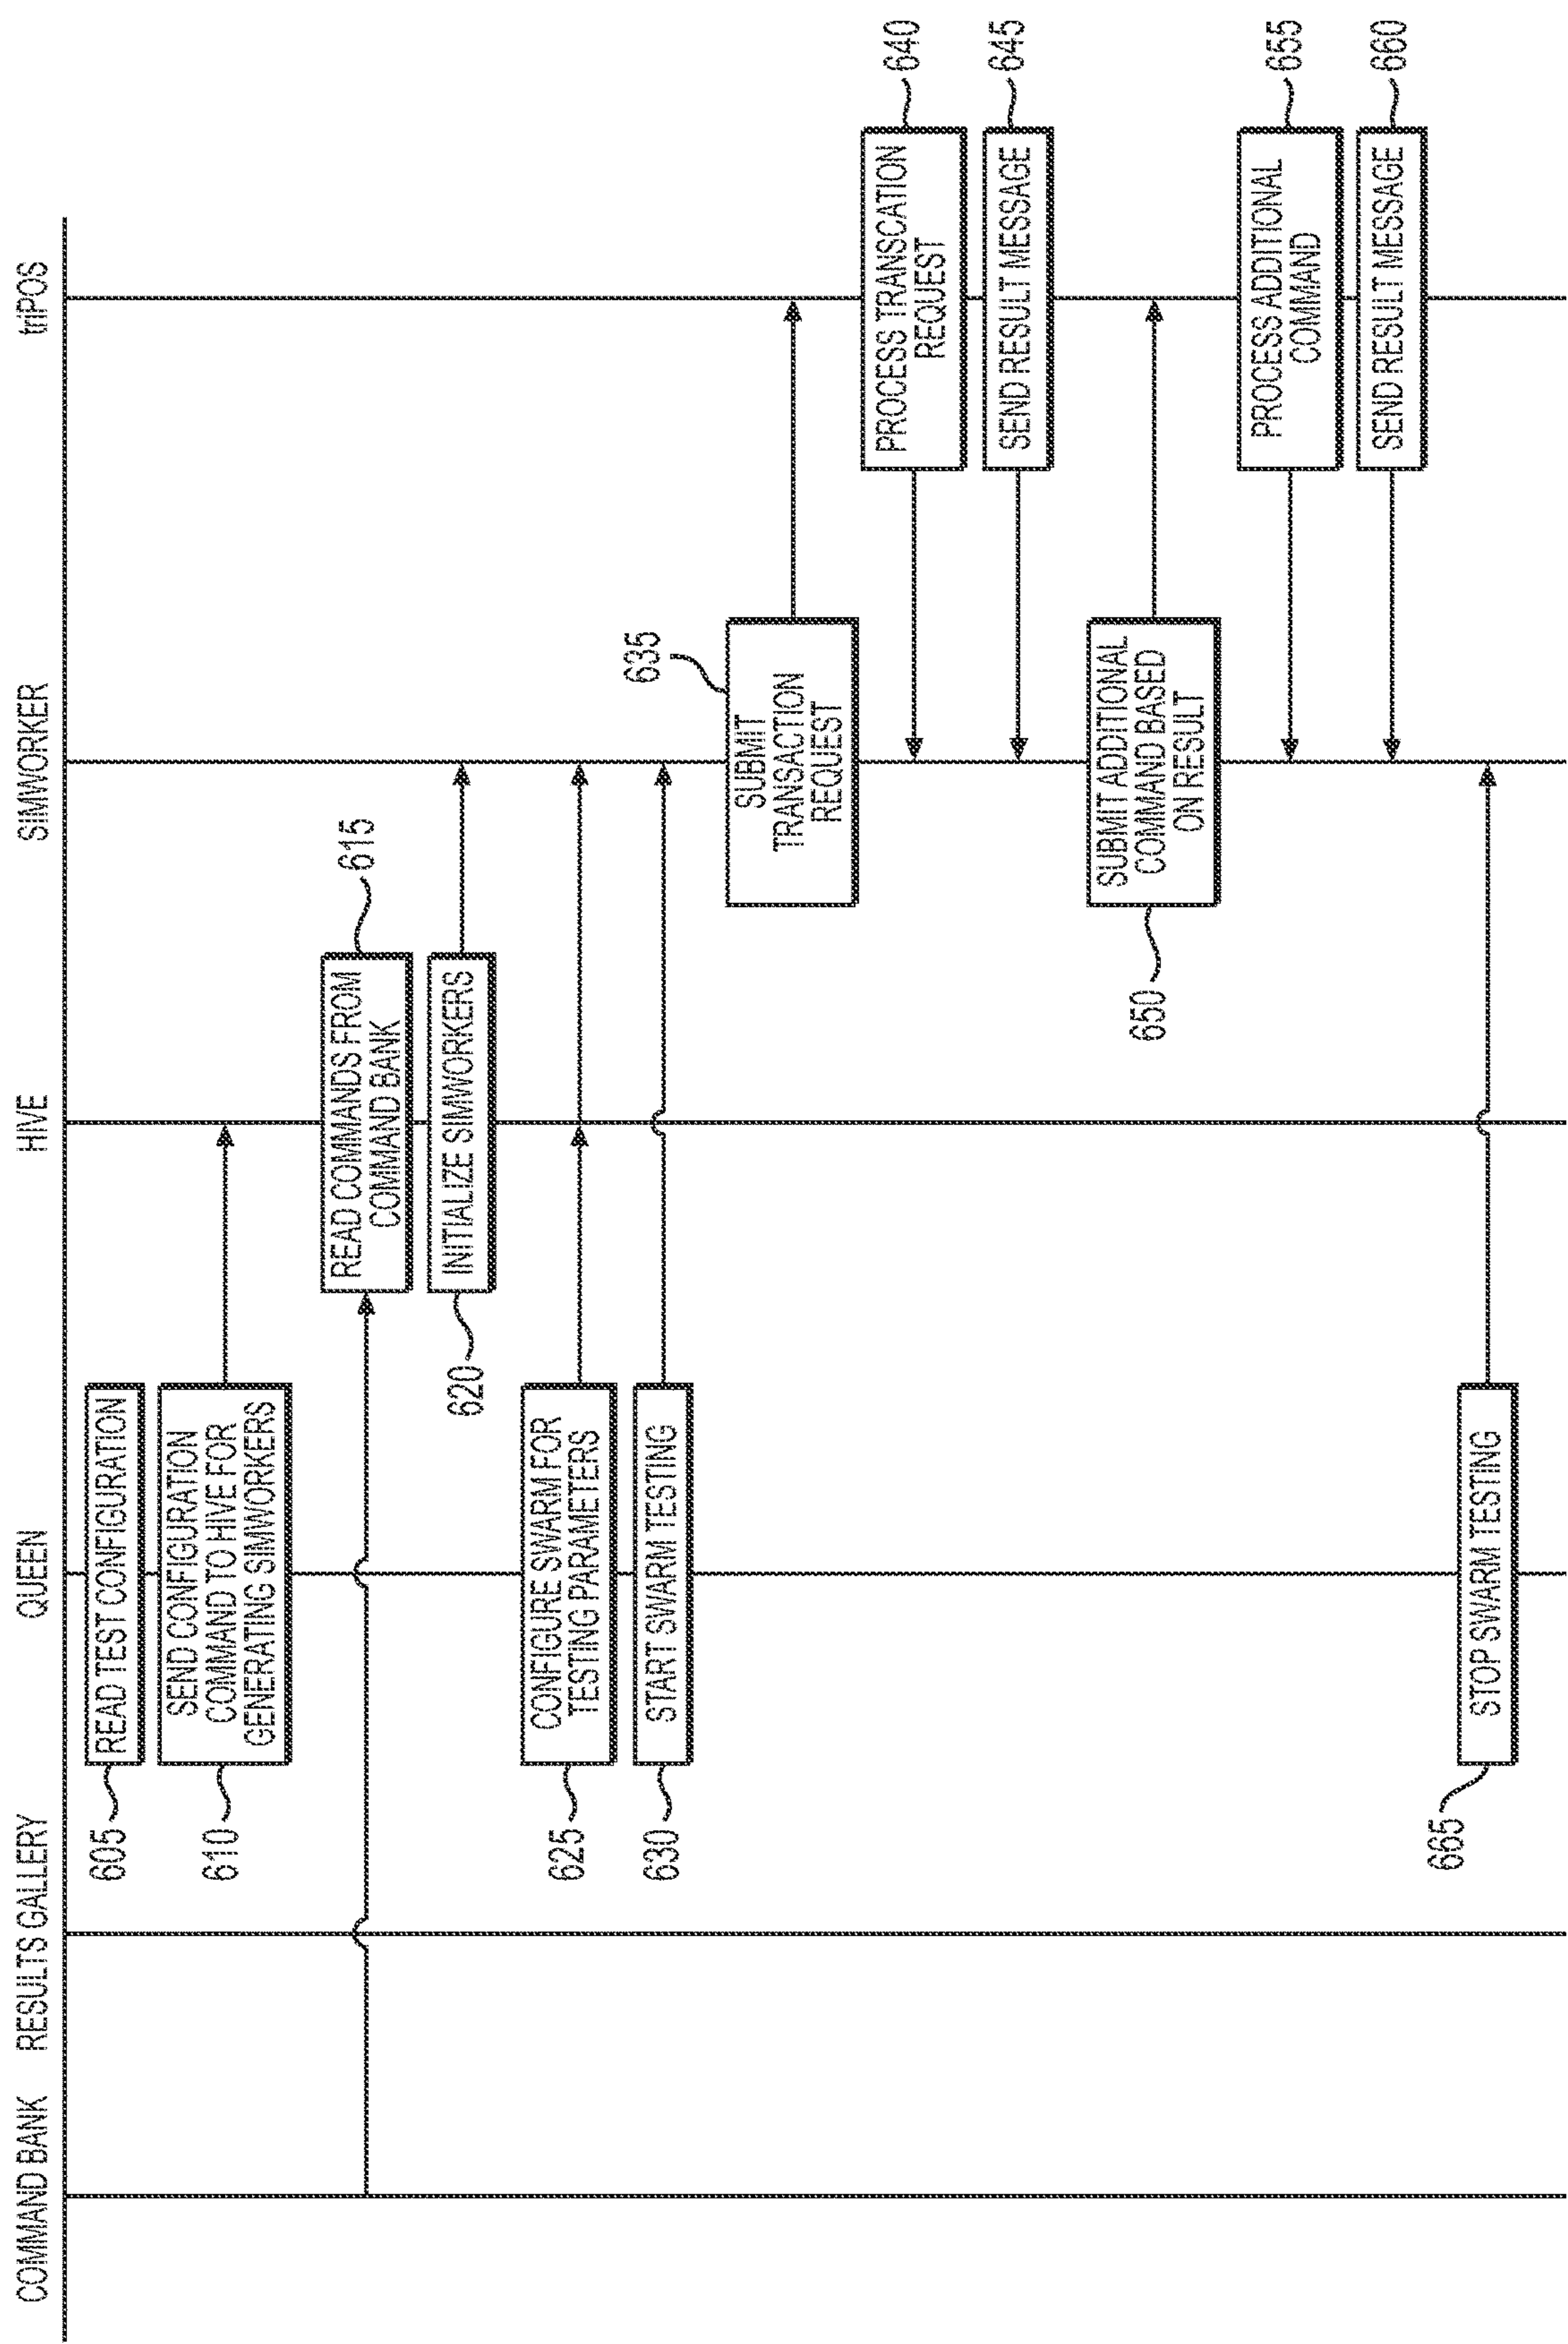 COMMAND BANK
RESULTS GALLERY
QUEEN
HIVE
SIMWORKER
triPOS
605
READ TEST CONFIGURATION
610
SEND CONFIGURATION
COMMAND TO HIVE FOR
GENERATING SIMWORKERS
READ COMMANDS FROM
COMMAND BANK
615
620
INITIALIZE SIMWORKERS
625
CONFIGURE SWARM FOR
TESTING PARAMETERS
630
START SWARM TESTING
635
SUBMIT
TRANSACTION
REQUEST
PROCESS TRANSCATION
REQUEST
640
SEND RESULT MESSAGE
645
650
SUBMIT ADDITIONAL
COMMAND BASED
ON RESULT
PROCESS ADDITIONAL
COMMAND
655
SEND RESULT MESSAGE
660
665
STOP SWARM TESTING